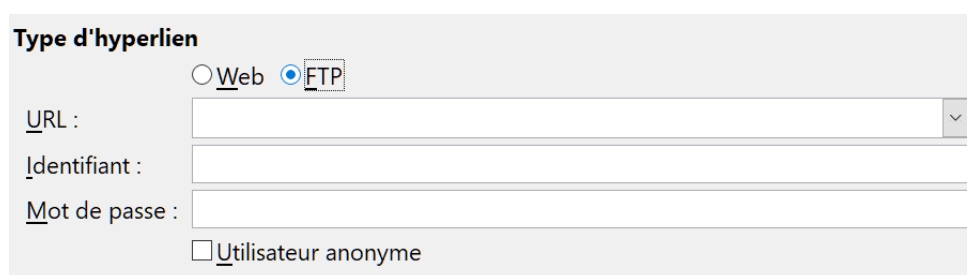 Type d'hyperlien
Web FTP
URL :
Identifiant :
Mot de passe :
Utilisateur anonyme